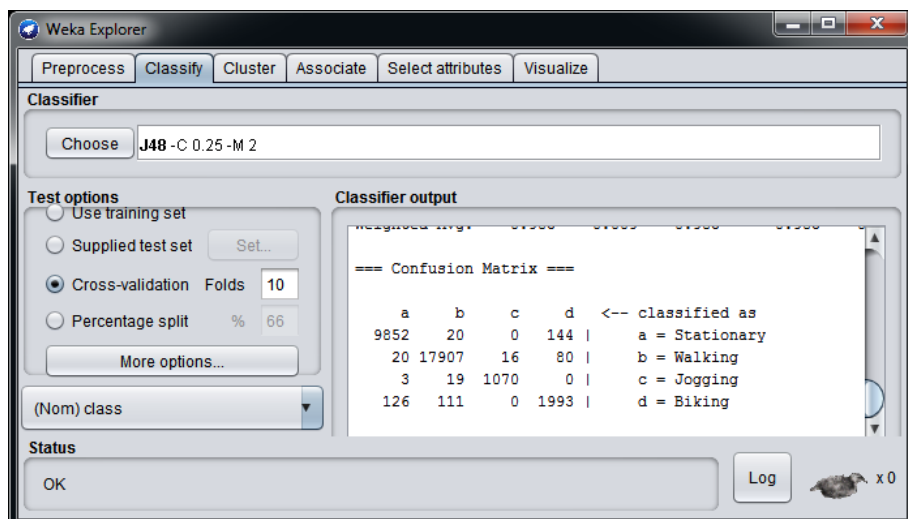 Weka Explorer
Preprocess Classify Cluster Associate Select attributes Visualize
Classifier
Choose J48 -C 0.25 -M 2
Test options
Use training set
Supplied test set Set...
Cross-validation Folds 10
Percentage split % 66
More options...
(Nom) class
Classifier output
=== Confusion Matrix ===
a b c d <-- classified as
9852 20 0 144 | a = Stationary
20 17907 16 80 | b = Walking
3 19 1070 0 | c = Jogging
126 111 0 1993 | d = Biking
Status
OK
Log x 0